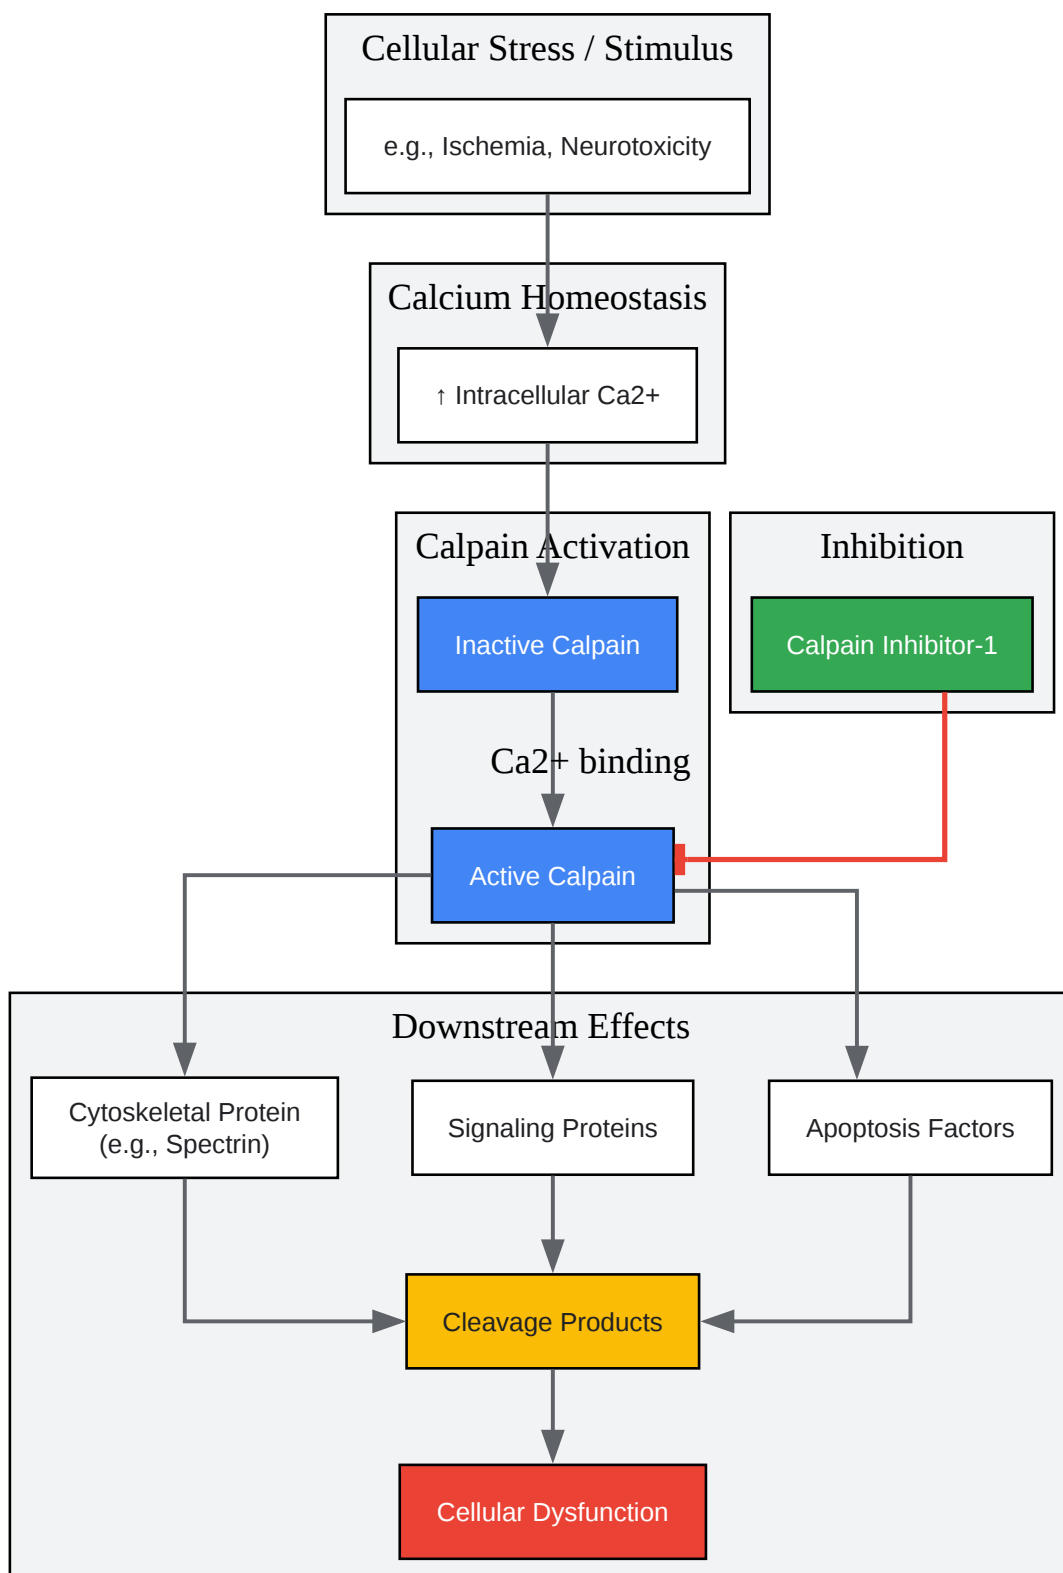 Cellular Stress / Stimulus
e.g., Ischemia, Neurotoxicity
Calcium Homeostasis
↑ Intracellular Ca2+
Calpain Activation
Inhibition
Inactive Calpain
Calpain Inhibitor-1
Ca2+ binding
Active Calpain
Downstream Effects
Cytoskeletal Protein
(e.g., Spectrin)
Signaling Proteins
Apoptosis Factors
Cleavage Products
Cellular Dysfunction